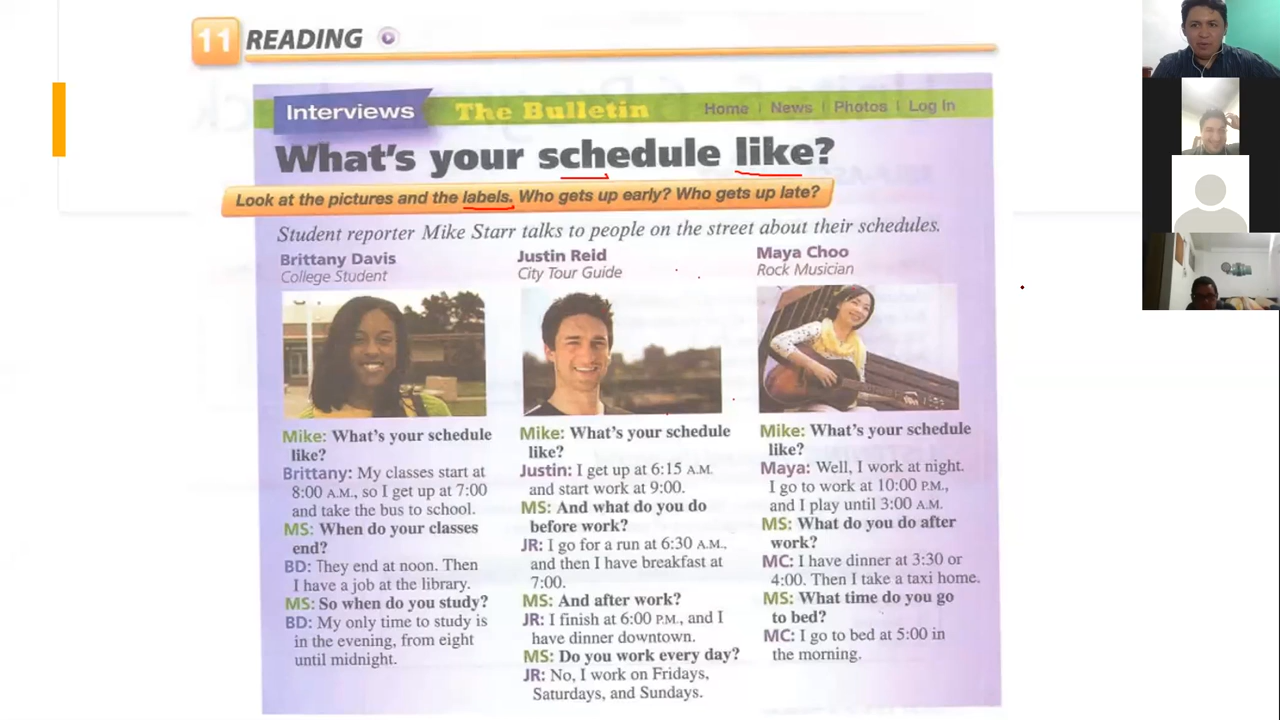 11 READING
Interviews The Bulletin Home | News | Photos | Log In
What's your schedule like?
Look at the pictures and the labels. Who gets up early? Who gets up late?
Student reporter Mike Starr talks to people on the street about their schedules.
Brittany Davis
College Student
Mike: What's your schedule
like?
Brittany: My classes start at
8:00 A.M., so I get up at 7:00
and take the bus to school.
MS: When do your classes
end?
BD: They end at noon. Then
I have a job at the library.
MS: So when do you study?
BD: My only time to study is
in the evening, from eight
until midnight.
Justin Reid
City Tour Guide
Mike: What's your schedule
like?
Justin: I get up at 6:15 A.M.
and start work at 9:00.
MS: And what do you do
before work?
JR: I go for a run at 6:30 A.M.,
and then I have breakfast at
7:00.
MS: And after work?
JR: I finish at 6:00 P.M., and I
have dinner downtown.
MS: Do you work every day?
JR: No, I work on Fridays,
Saturdays, and Sundays.
Maya Choo
Rock Musician
Mike: What's your schedule
like?
Maya: Well, I work at night.
I go to work at 10:00 P.M.,
and I play until 3:00 A.M.
MS: What do you do after
work?
MC: I have dinner at 3:30 or
4:00. Then I take a taxi home.
MS: What time do you go
to bed?
MC: I go to bed at 5:00 in
the morning.